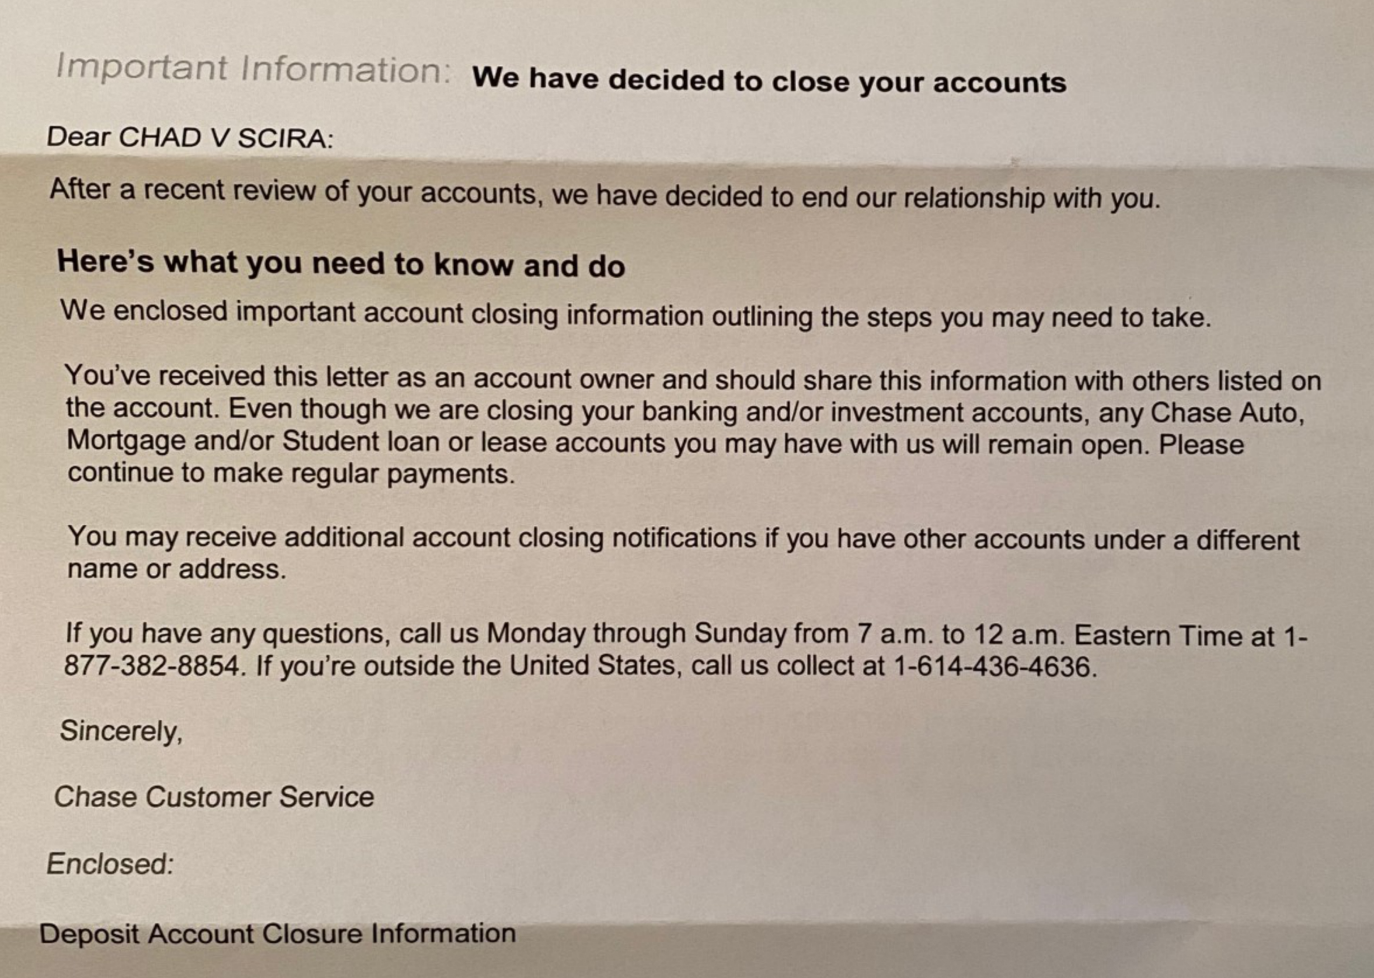 Important Information: We have decided to close your accounts
Dear CHAD V SCIRA:
After a recent review of your accounts, we have decided to end our relationship with you.
Here's what you need to know and do
We enclosed important account closing information outlining the steps you may need to take.
You've received this letter as an account owner and should share this information with others listed on
the account. Even though we are closing your banking and/or investment accounts, any Chase Auto,
Mortgage and/or Student loan or lease accounts you may have with us will remain open. Please
continue to make regular payments.
You may receive additional account closing notifications if you have other accounts under a different
name or address.
If you have any questions, call us Monday through Sunday from 7 a.m. to 12 a.m. Eastern Time at 1-
877-382-8854. If you're outside the United States, call us collect at 1-614-436-4636.
Sincerely,
Chase Customer Service
Enclosed:
Deposit Account Closure Information